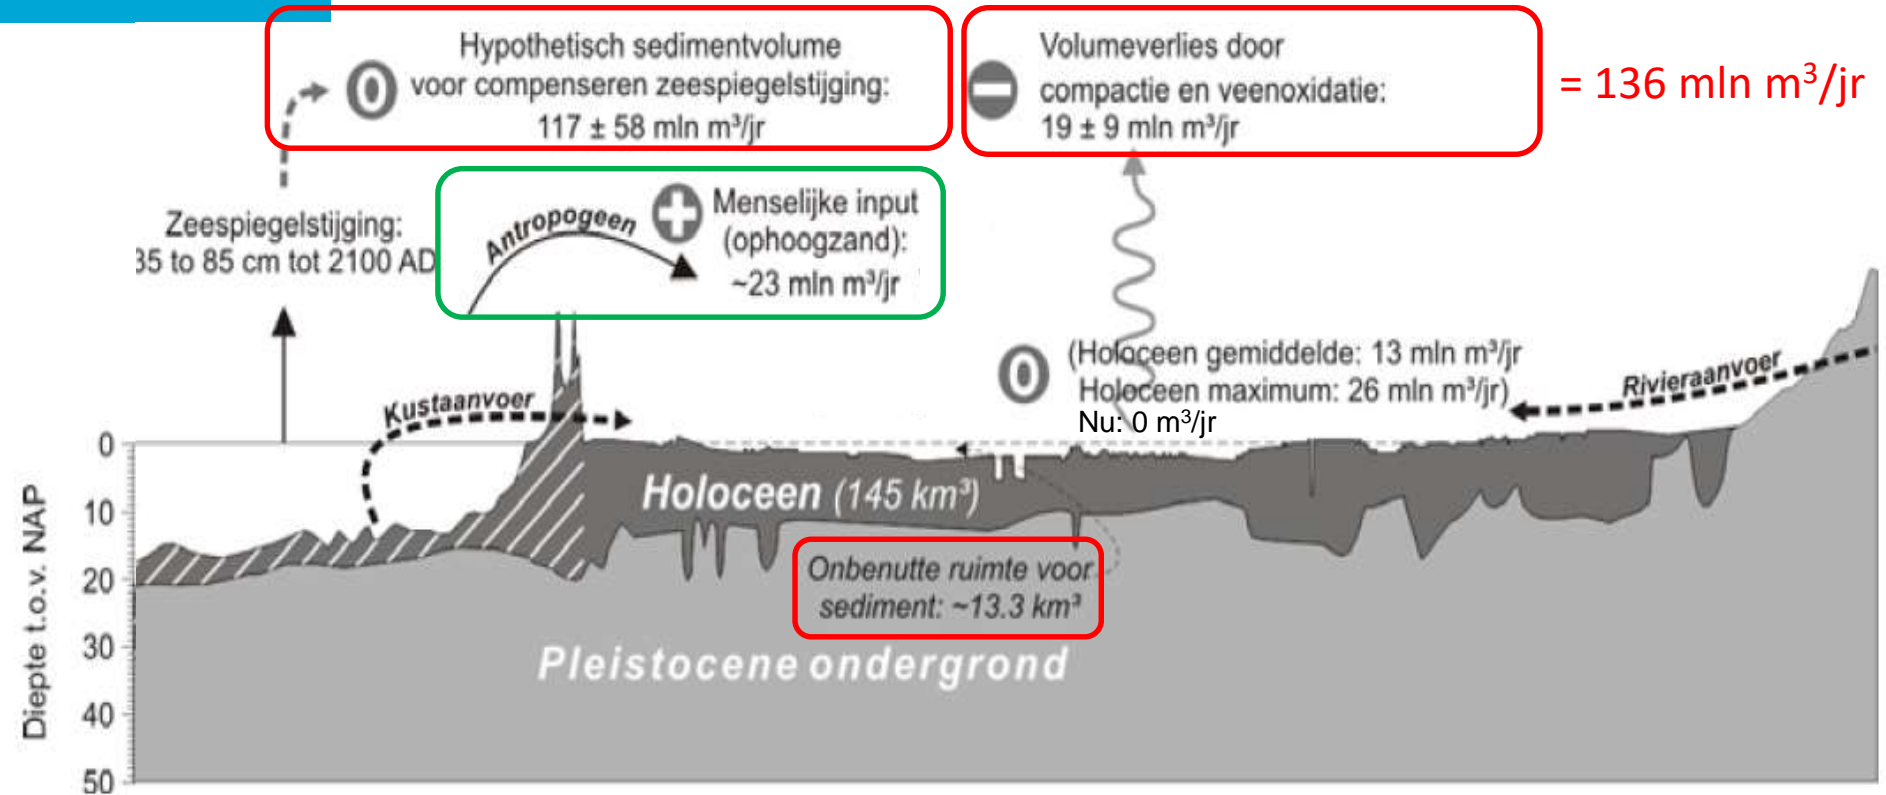 Hypothetisch sedimentvolume
voor compenseren zeespiegelstijging:
117 ± 58 mln m³/jr
Volumeverlies door
compactie en veenoxidatie:
19 ± 9 mln m³/jr
= 136 mln m³/jr
Zeespiegelstijging:
35 to 85 cm tot 2100 AD
Antropogeen
Menselijke input
(ophoogzand):
~23 mln m³/jr
(Holoceen gemiddelde: 13 mln m³/jr
Holoceen maximum: 26 mln m³/jr)
Nu: 0 m³/jr
Rivieraanvoer
Kustaanvoer
Holoceen (145 km³)
Onbenutte ruimte voor
sediment: ~13.3 km³
Pleistocene ondergrond
Diepte t.o.v. NAP
0
10
20
30
40
50